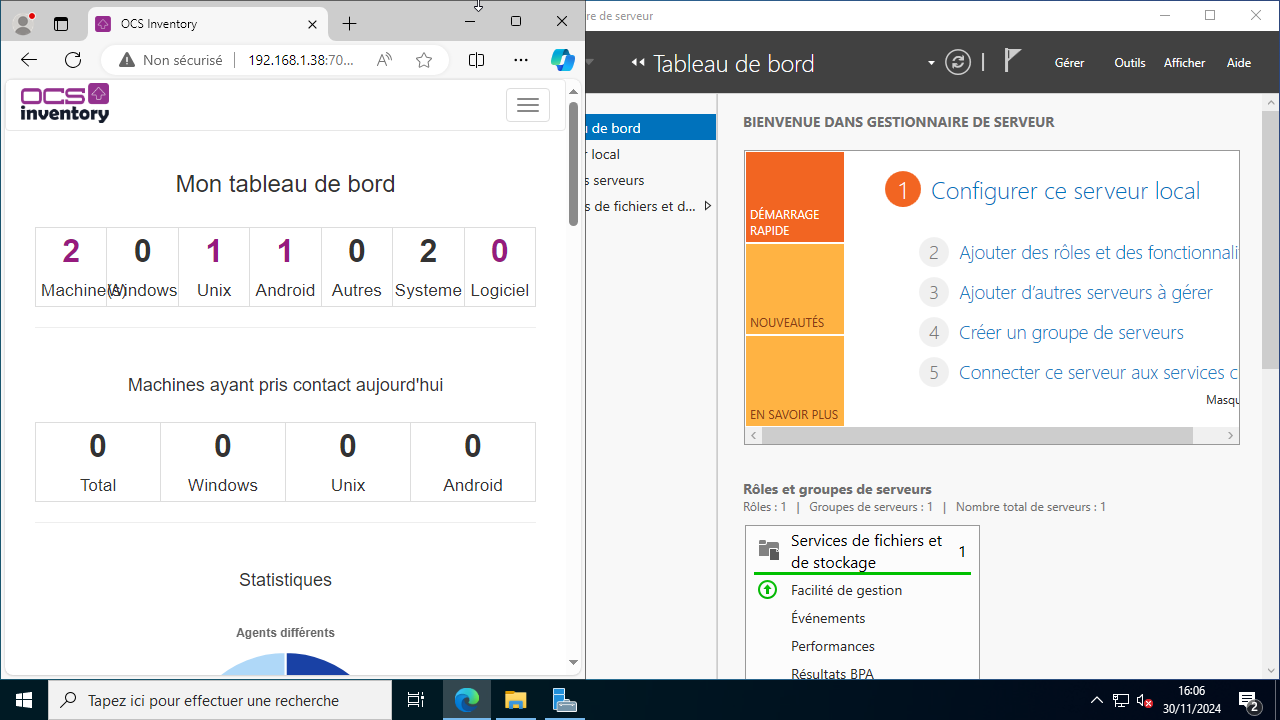 OCS Inventory
Non sécurisé
192.168.1.38:70...
OCS
inventory
Mon tableau de bord
2 0 1 1 0 2 0
Machine(s) Windows Unix Android Autres Systeme Logiciel
Machines ayant pris contact aujourd'hui
0 0 0 0
Total Windows Unix Android
Statistiques
Agents différents
re de serveur
Tableau de bord
Gérer Outils Afficher Aide
u de bord
r local
s serveurs
s de fichiers et d...
BIENVENUE DANS GESTIONNAIRE DE SERVEUR
DÉMARRAGE
RAPIDE
NOUVEAUTÉS
EN SAVOIR PLUS
1 Configurer ce serveur local
2 Ajouter des rôles et des fonctionnali
3 Ajouter d’autres serveurs à gérer
4 Créer un groupe de serveurs
5 Connecter ce serveur aux services c
Masqu
Rôles et groupes de serveurs
Rôles : 1 | Groupes de serveurs : 1 | Nombre total de serveurs : 1
Services de fichiers et
de stockage
1
Facilité de gestion
Événements
Performances
Résultats BPA
Tapez ici pour effectuer une recherche
16:06
30/11/2024
2